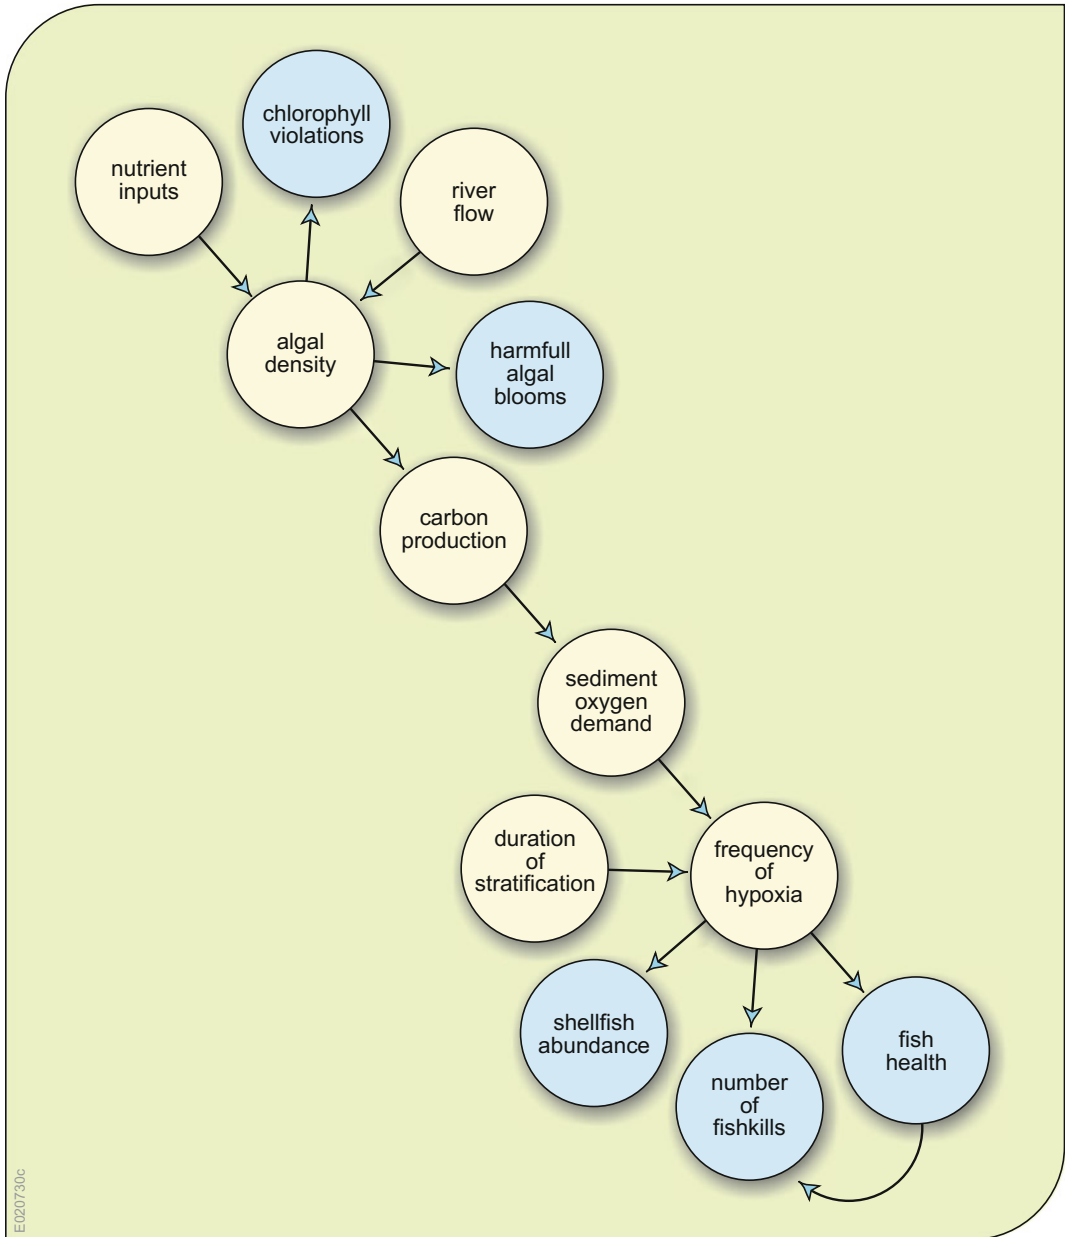 chlorophyll
violations
nutrient
inputs
river
flow
algal
density
harmfull
algal
blooms
carbon
production
sediment
oxygen
demand
duration
of
stratification
frequency
of
hypoxia
shellfish
abundance
number
of
fishkills
fish
health
E020730c